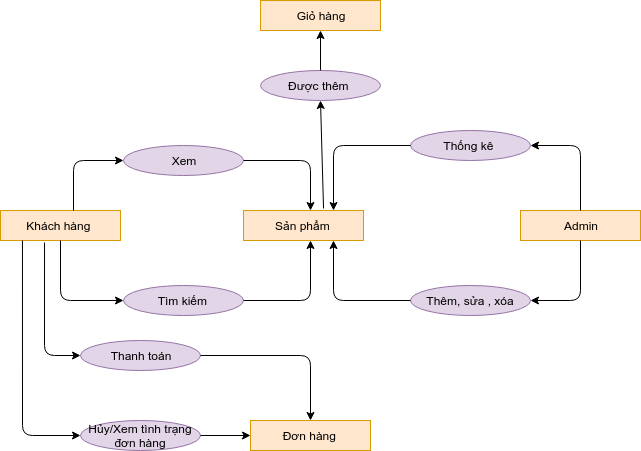 Giỏ hàng
Được thêm
Xem
Thống kê
Khách hàng
Sản phẩm
Admin
Tìm kiếm
Thêm, sửa , xóa
Thanh toán
Hủy/Xem tình trạng
đơn hàng
Đơn hàng